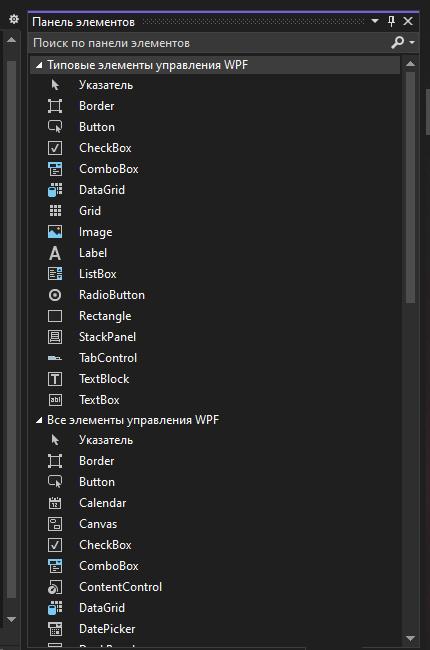 Панель элементов
Поиск по панели элементов
Типовые элементы управления WPF
Указатель
Border
Button
CheckBox
ComboBox
DataGrid
Grid
Image
Label
ListBox
RadioButton
Rectangle
StackPanel
TabControl
TextBlock
TextBox
Все элементы управления WPF
Указатель
Border
Button
Calendar
Canvas
CheckBox
ComboBox
ContentControl
DataGrid
DatePicker